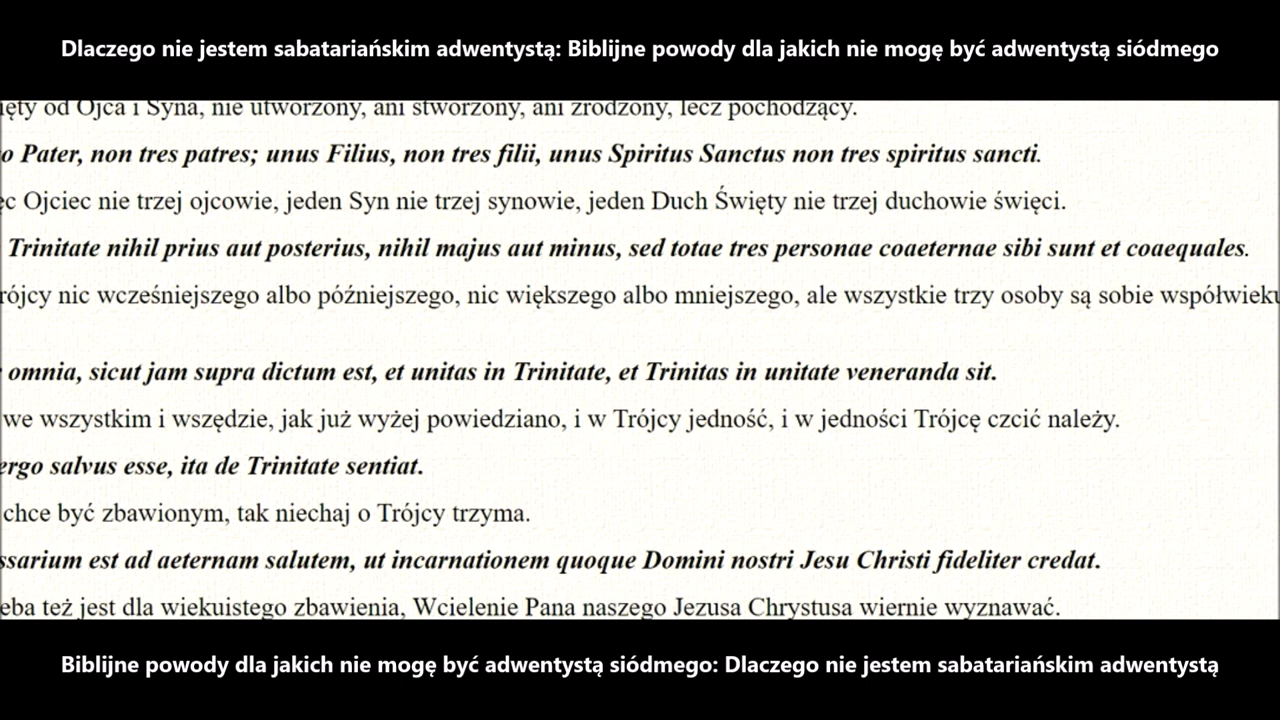 Dlaczego nie jestem sabatariańskim adwentystą: Biblijne powody dla jakich nie mogę być adwentystą siódmego
od Ojca i Syna, nie utworzony, ani stworzony, ani zrodzony, lecz pochodzący.
Pater, non tres patres; unus Filius, non tres filii, unus Spiritus Sanctus non tres spiritus sancti.
Ojciec nie trzej ojcowie, jeden Syn nie trzej synowie, jeden Duch Święty nie trzej duchowie święci.
Trinitate nihil prius aut posterius, nihil majus aut minus, sed totae tres personae coaeternae sibi sunt et coaequales.
nic wcześniejszego albo późniejszego, nic większego albo mniejszego, ale wszystkie trzy osoby są sobie
omnia, sicut jam supra dictum est, et unitas in Trinitate, et Trinitas in unitate veneranda sit.
we wszystkim i wszędzie, jak już wyżej powiedziano, i w Trójcy jedność, i w jedności Trójcę czcić należy.
ergo salvus esse, ita de Trinitate sentiat.
chce być zbawionym, tak niechaj o Trójcy trzyma.
est ad aeternam salutem, ut incarnationem quoque Domini nostri Jesu Christi fideliter credat.
też jest dla wiekuistego zbawienia, Wcielenie Pana naszego Jezusa Chrystusa wiernie wyznawać.
Biblijne powody dla jakich nie mogę być adwentystą siódmego: Dlaczego nie jestem sabatariańskim adwentystą